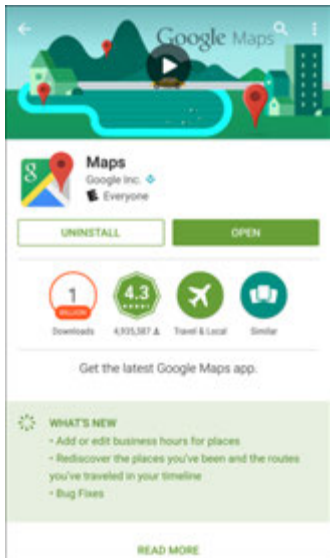 Google Maps
Maps
Google Inc.
Everyone
UNINSTALL
OPEN
1
BILLION
4.3
Downloads
4,935,387
Travel & Local
Similar
Get the latest Google Maps app.
WHAT'S NEW
• Add or edit business hours for places
• Rediscover the places you've been and the routes
you've traveled in your timeline
• Bug Fixes
READ MORE